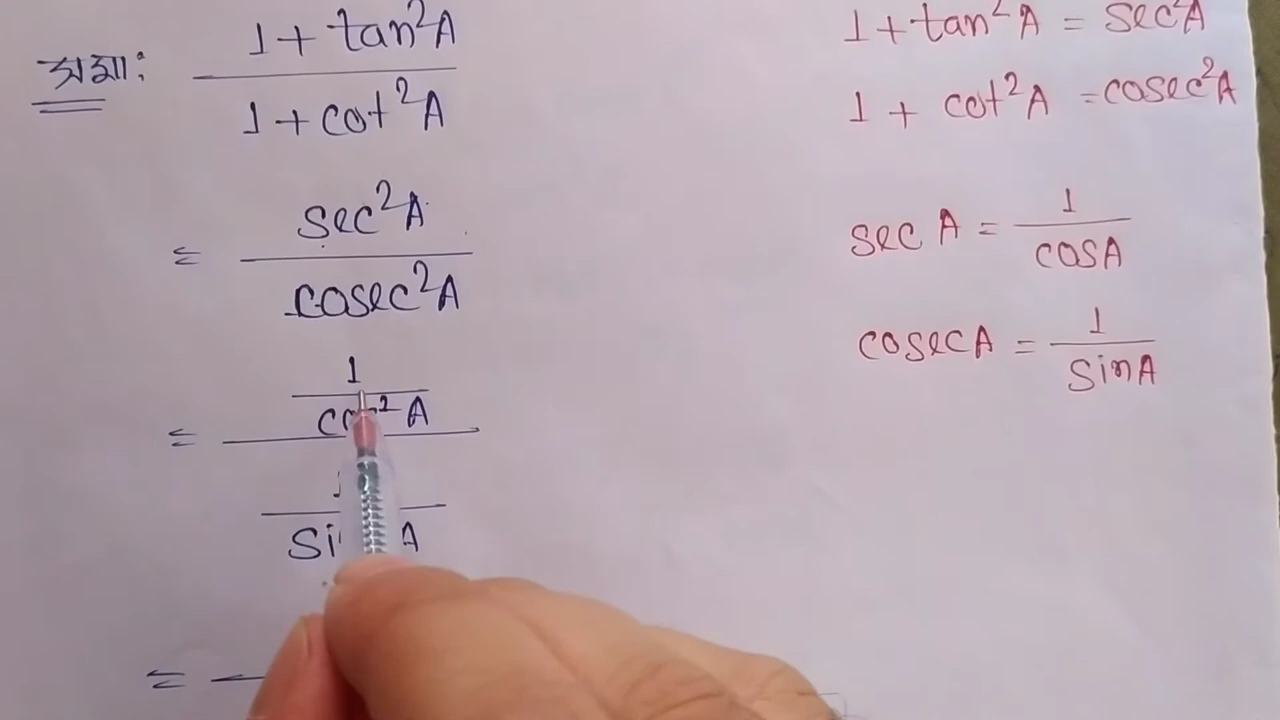 সমা:
1 + tan²A
1 + cot²A
= sec²A
cosec²A
= 1
A
A
=
1 + tan²A = sec²A
1 + cot²A = cosec²A
sec A = 1
cosA
cosecA = 1
sinA